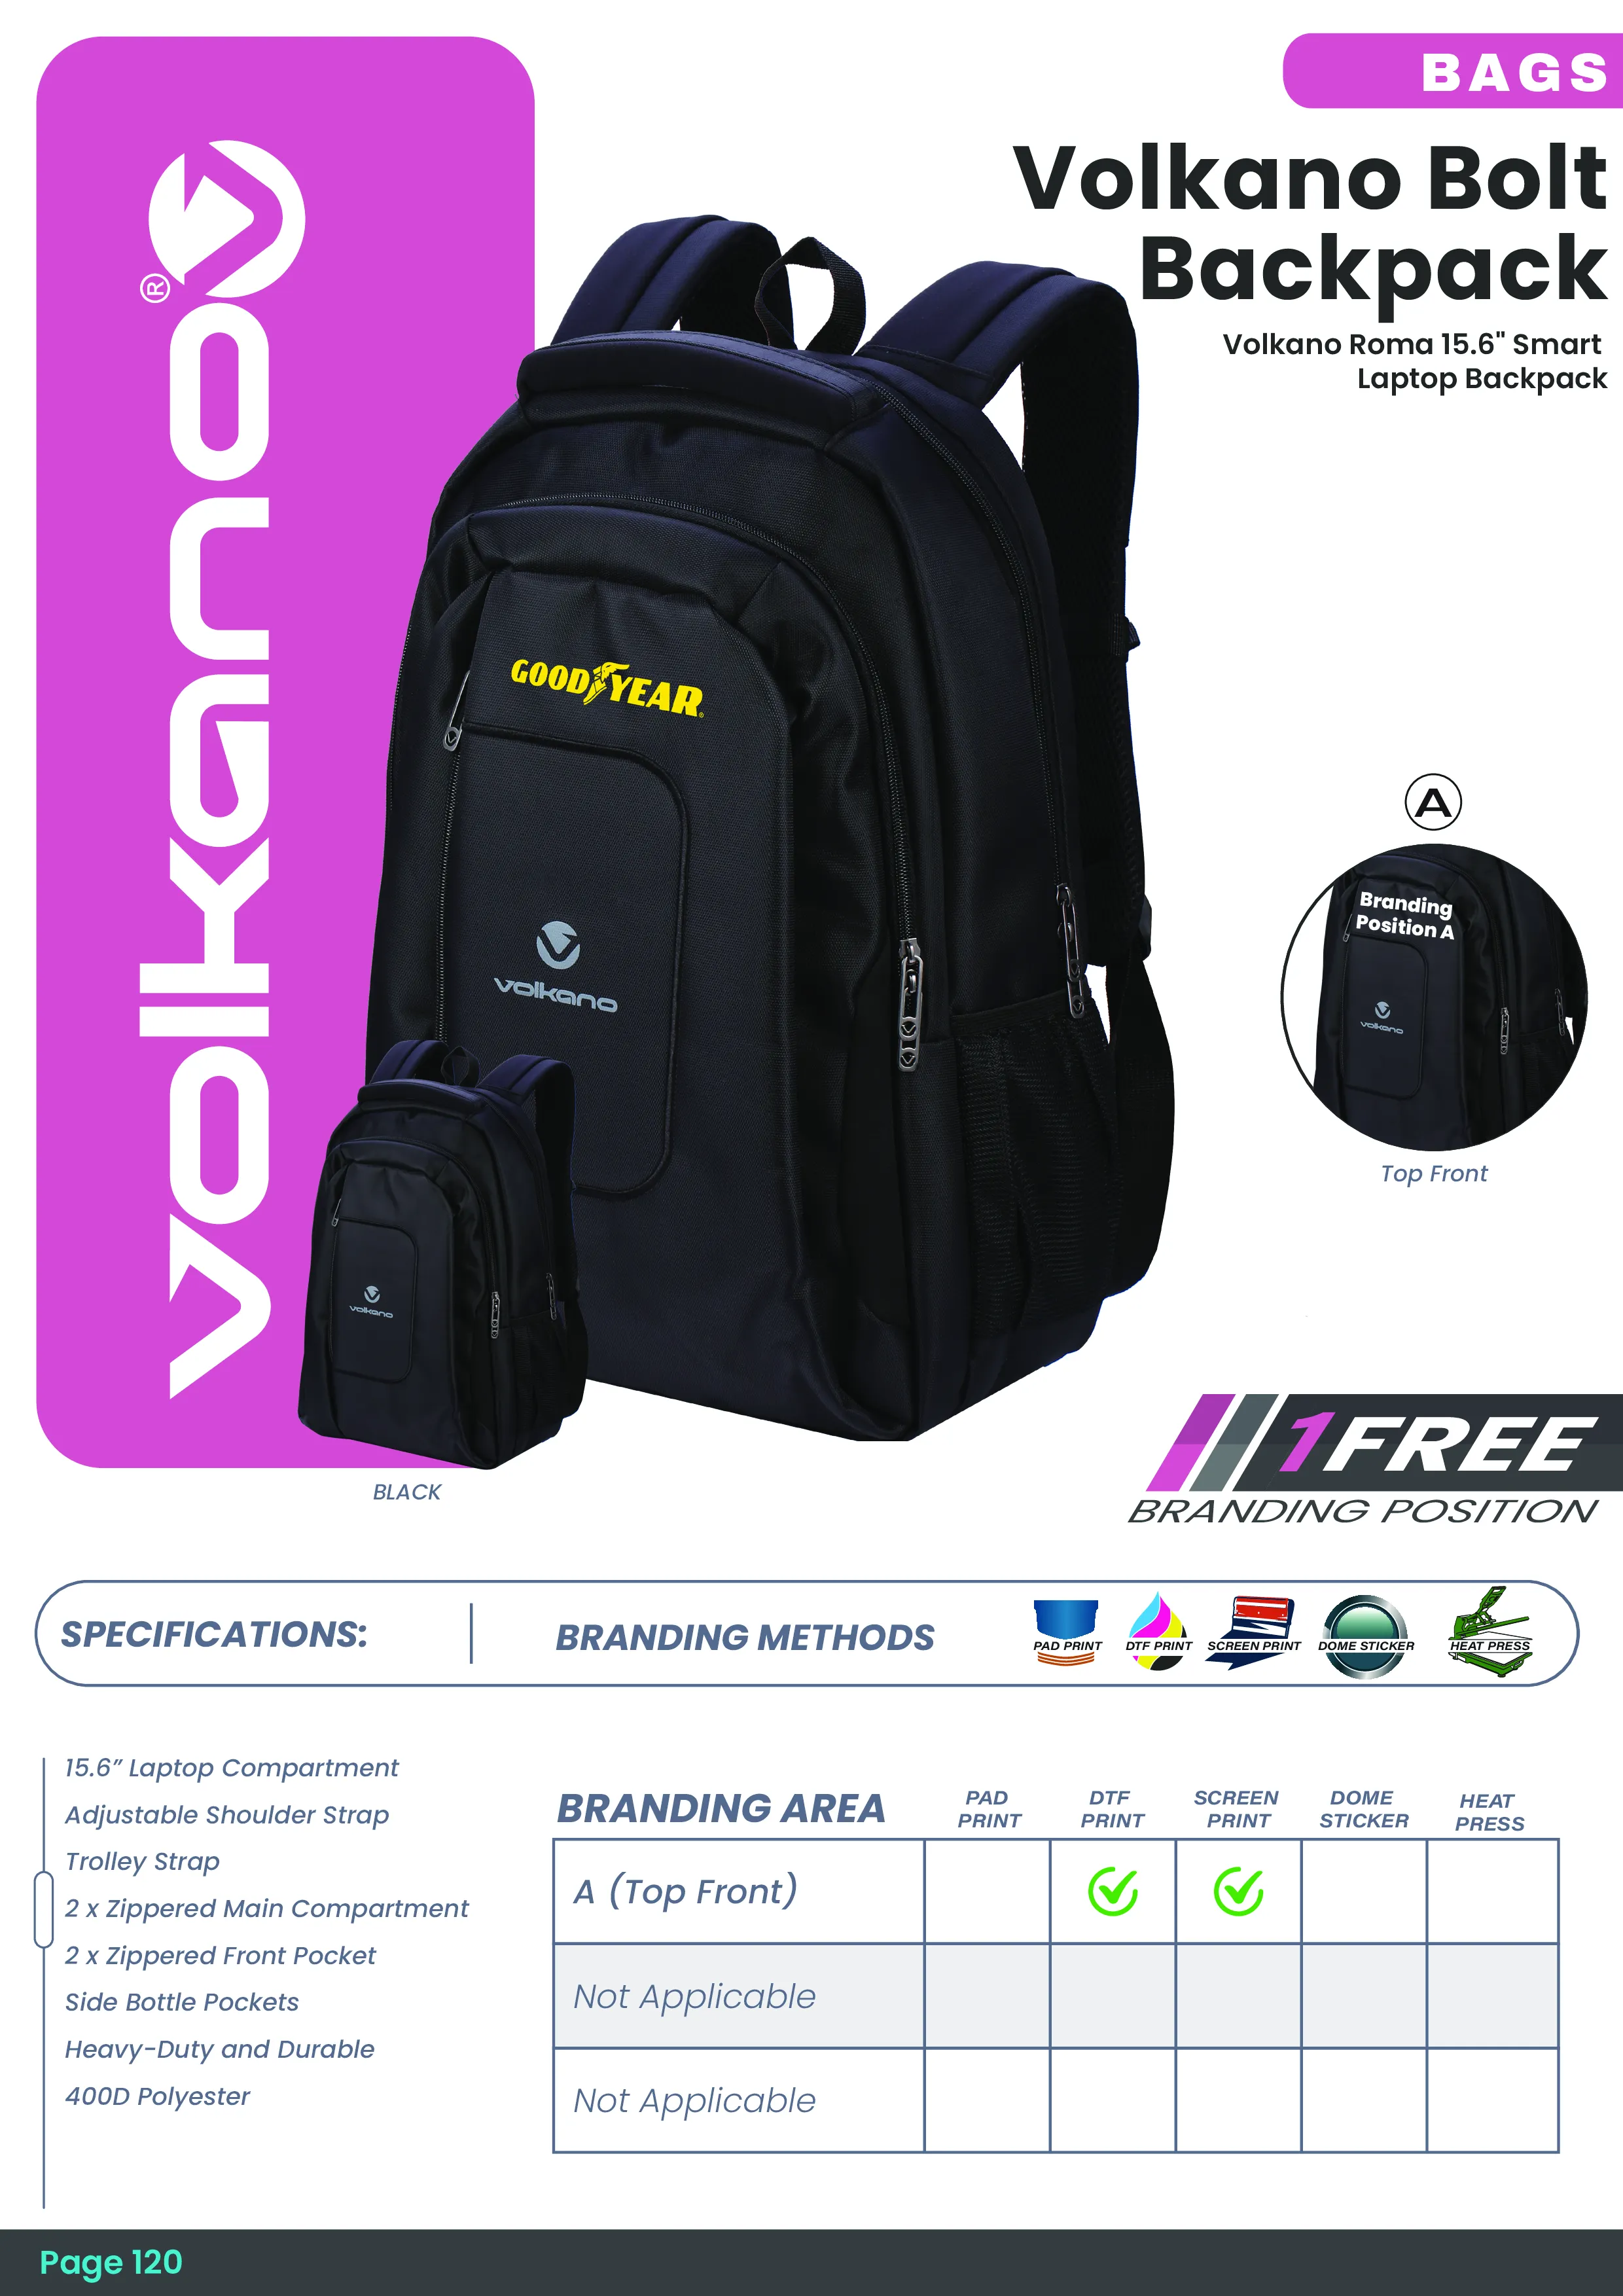 BAGS
Volkano Bolt
Backpack
Volkano Roma 15.6" Smart
Laptop Backpack
volkano
®
GOODYEAR
volkano
A
Branding
Position A
volkano
Top Front
volkano
BLACK
1FREE
BRANDING POSITION
SPECIFICATIONS:
BRANDING METHODS
PAD PRINT
DTF PRINT
SCREEN PRINT
DOME STICKER
HEAT PRESS
15.6” Laptop Compartment
Adjustable Shoulder Strap
Trolley Strap
2 x Zippered Main Compartment
2 x Zippered Front Pocket
Side Bottle Pockets
Heavy-Duty and Durable
400D Polyester
BRANDING AREA
PAD
PRINT
DTF
PRINT
SCREEN
PRINT
DOME
STICKER
HEAT
PRESS
A (Top Front)
Not Applicable
Not Applicable
Page 120